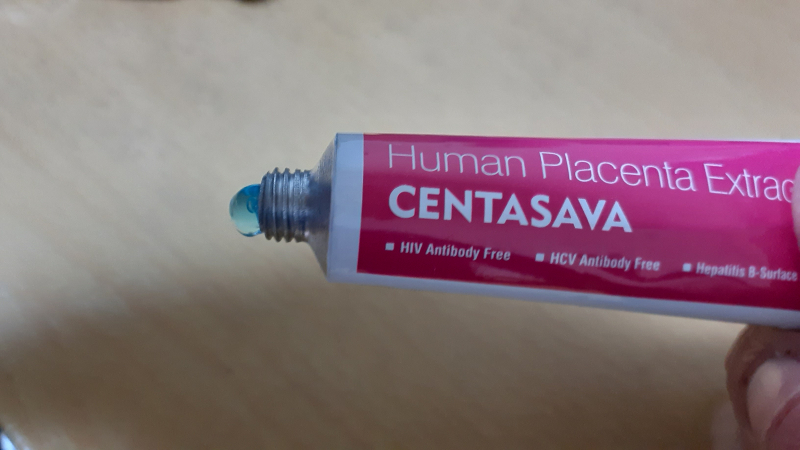 Human Placenta Extrac
CENTASAVA
■ HIV Antibody Free ■ HCV Antibody Free ■ Hepatitis B-Surface